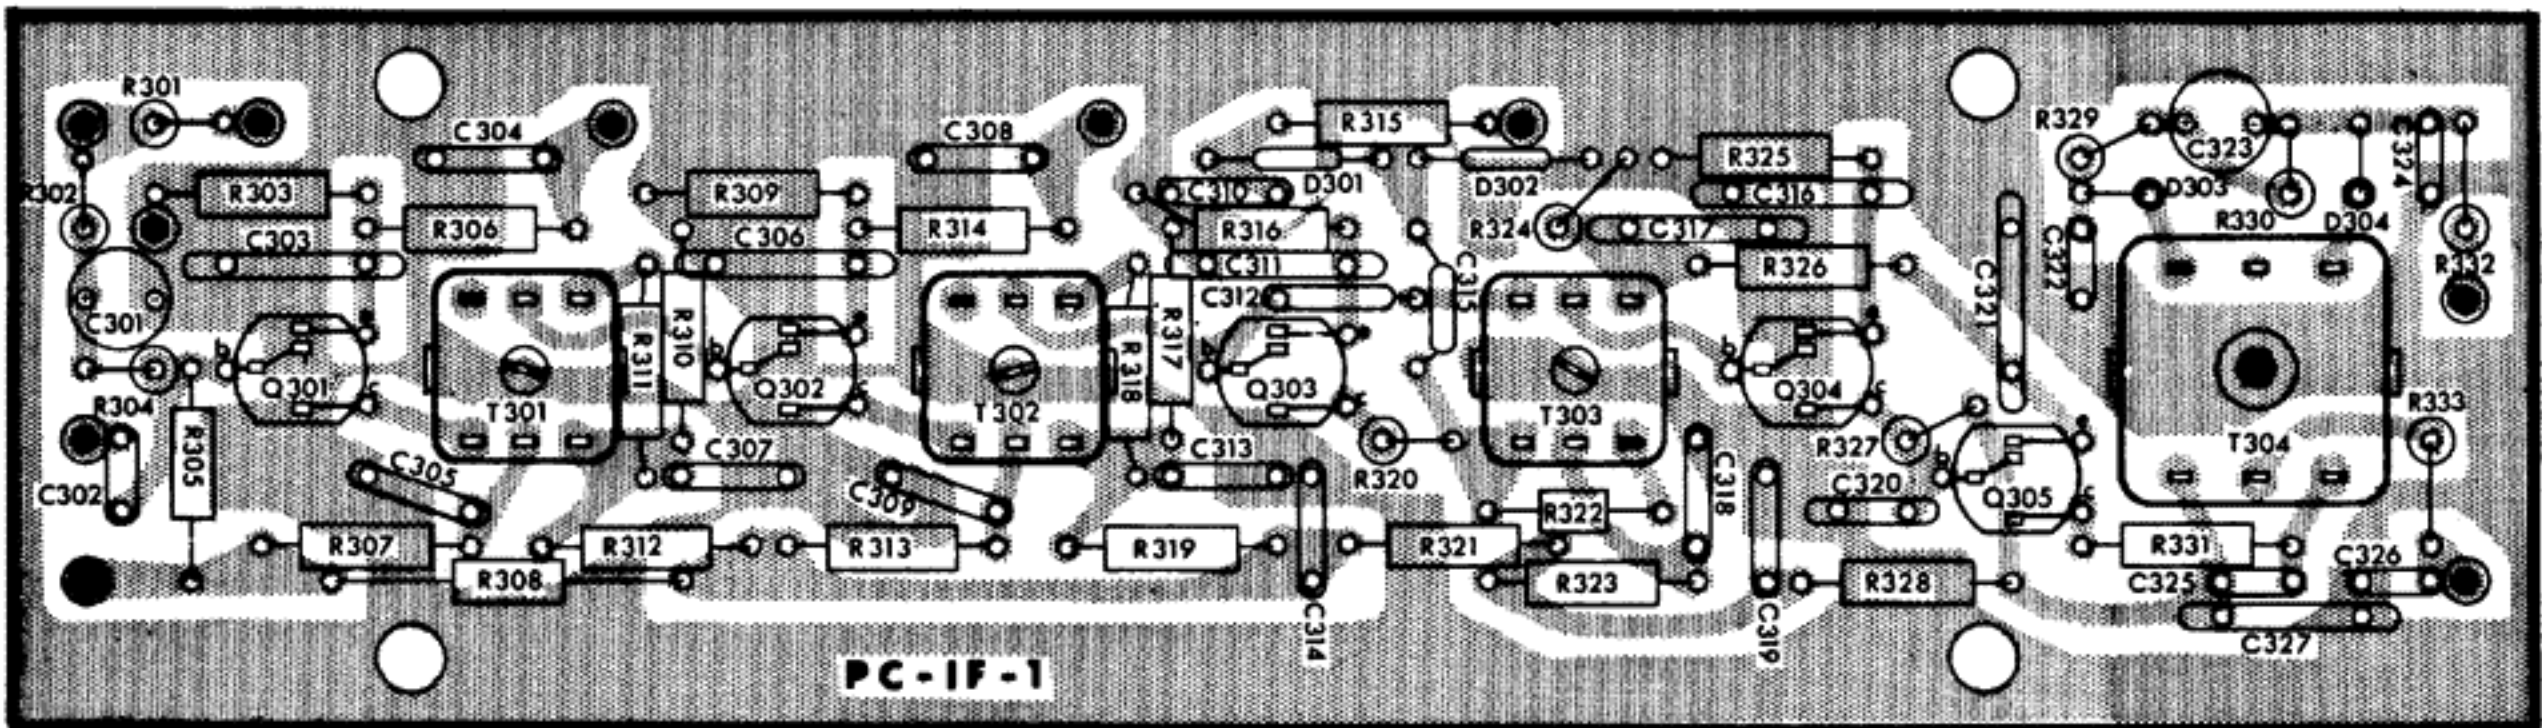 R301
C304
C308
R315
R329
C323
C324
R302
R303
R309
C310
D301
D302
R325
C316
D303
R306
R314
R316
R324
C317
R330
D304
C303
C306
C311
C315
R326
C321
C322
R332
C301
C312
e
e
e
e
b
b
b
b
Q301
T301
R311
R310
Q302
T302
R318
R317
Q303
T303
Q304
c
c
c
c
R304
R305
R333
C302
C305
C307
C309
C313
R320
C318
R327
e
b
Q305
c
T304
R307
R312
R313
R319
R321
R322
C320
R331
C326
R308
R323
R328
C325
C314
C319
C327
PC-IF-1